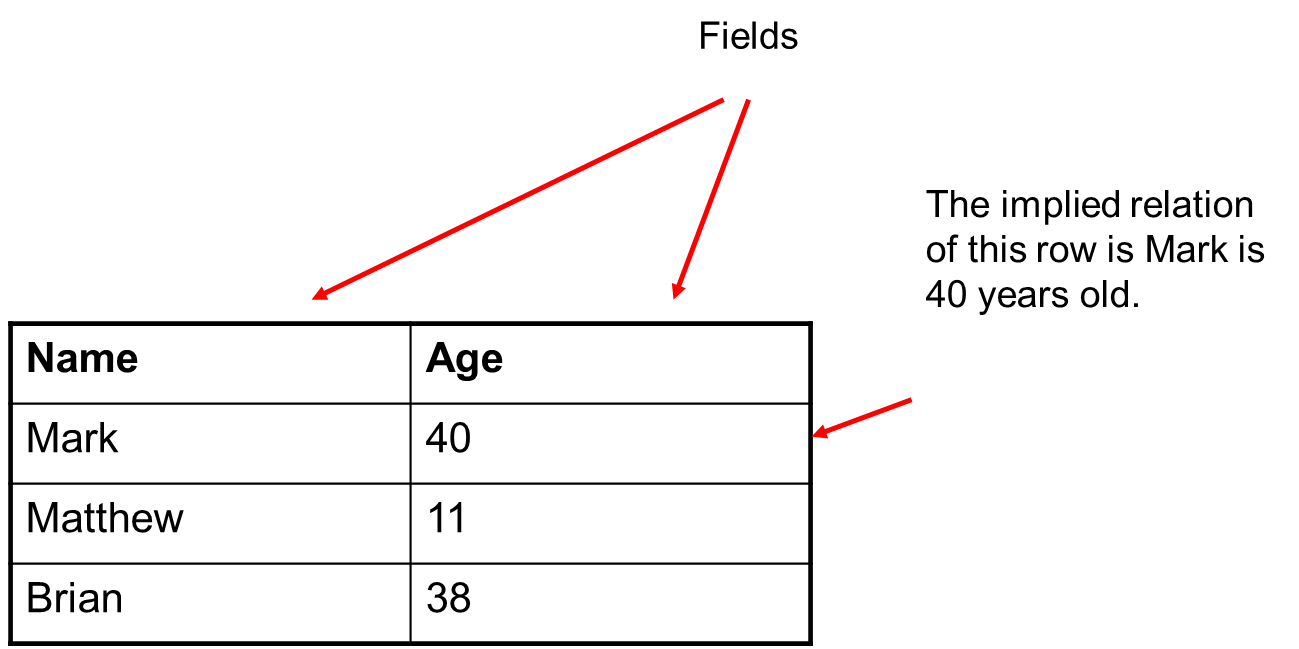 Fields
The implied relation
of this row is Mark is
40 years old.
Name Age
Mark 40
Matthew 11
Brian 38